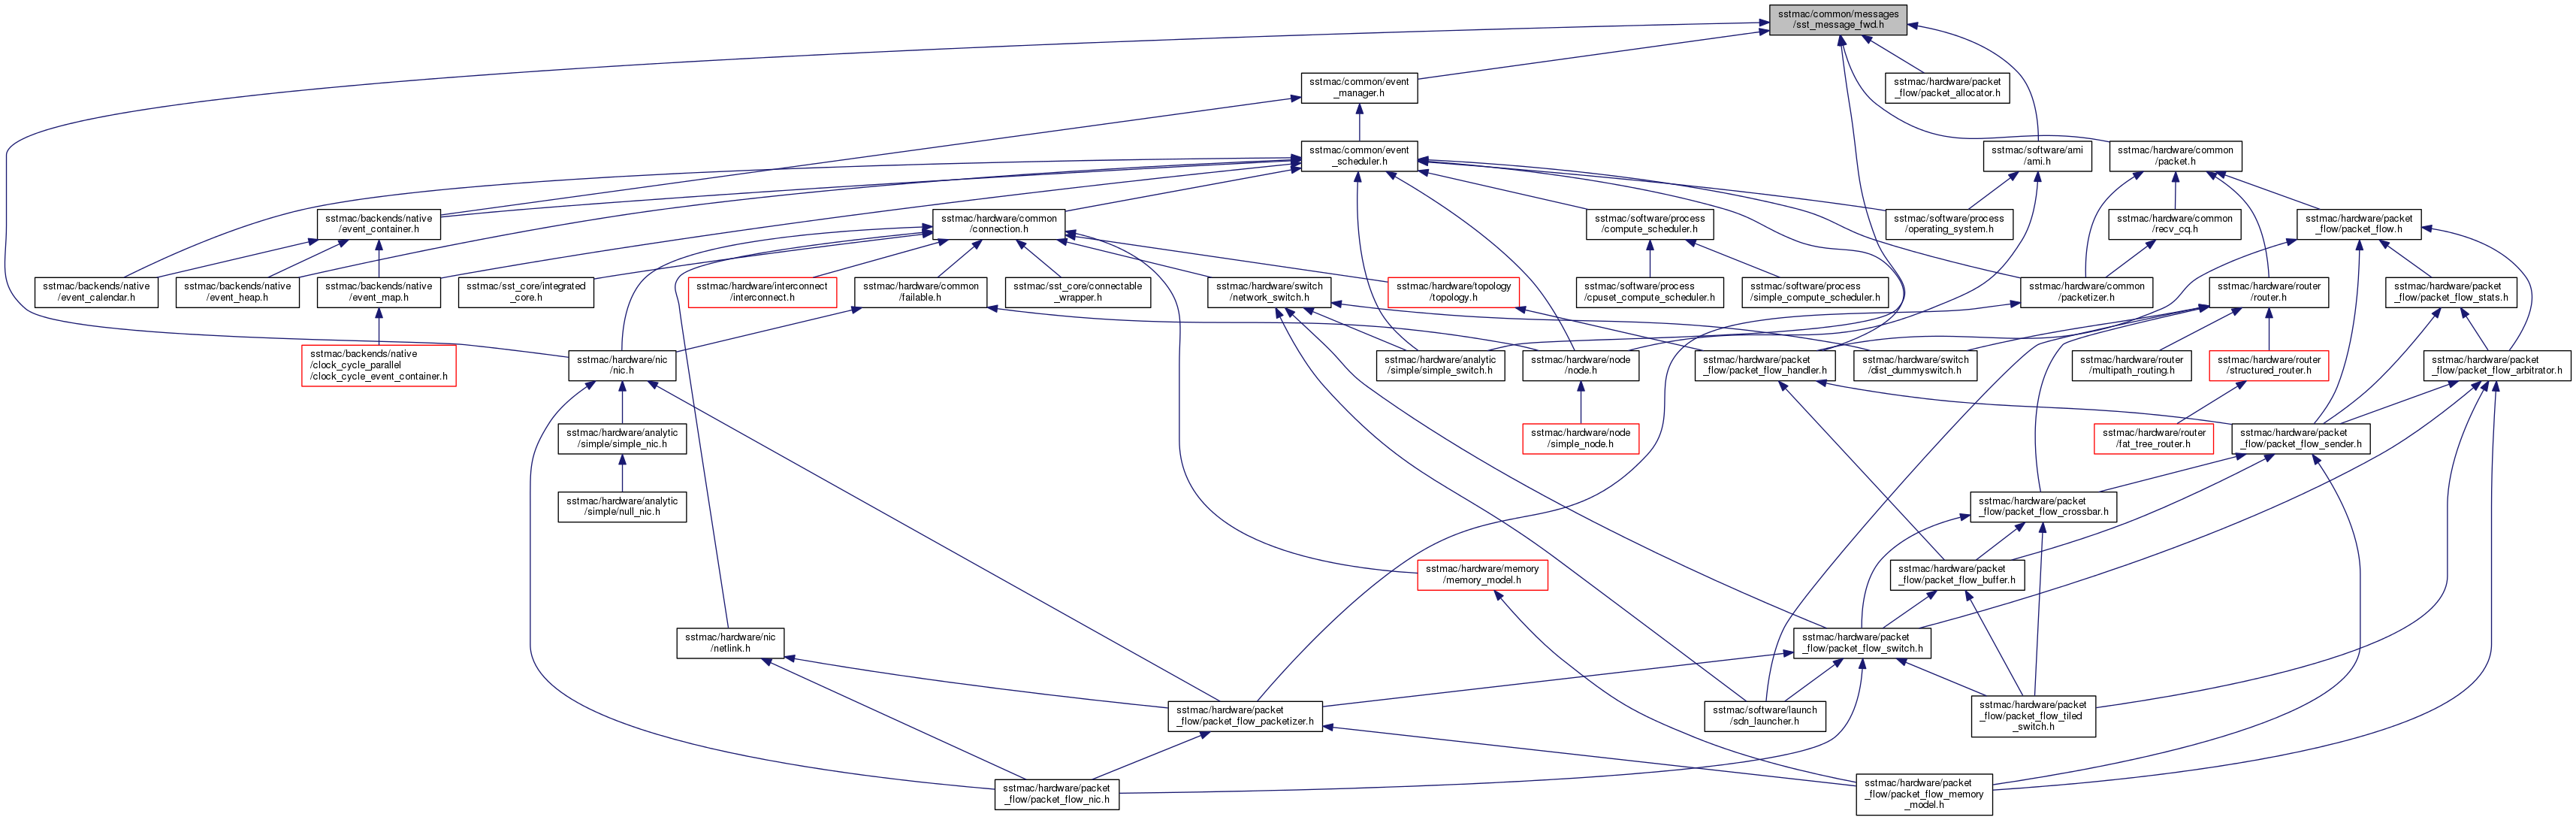 sstmac/common/messages
/sst_message_fwd.h
sstmac/common/event
_manager.h
sstmac/hardware/packet
_flow/packet_allocator.h
sstmac/common/event
_scheduler.h
sstmac/software/ami
/ami.h
sstmac/hardware/common
/packet.h
sstmac/backends/native
/event_container.h
sstmac/hardware/common
/connection.h
sstmac/software/process
/compute_scheduler.h
sstmac/software/process
/operating_system.h
sstmac/hardware/common
/recv_cq.h
sstmac/hardware/packet
_flow/packet_flow.h
sstmac/backends/native
/event_calendar.h
sstmac/backends/native
/event_heap.h
sstmac/backends/native
/event_map.h
sstmac/sst_core/integrated
_core.h
sstmac/hardware/interconnect
/interconnect.h
sstmac/hardware/common
/failable.h
sstmac/sst_core/connectable
_wrapper.h
sstmac/hardware/switch
/network_switch.h
sstmac/hardware/topology
/topology.h
sstmac/software/process
/cpuset_compute_scheduler.h
sstmac/software/process
/simple_compute_scheduler.h
sstmac/hardware/common
/packetizer.h
sstmac/hardware/router
/router.h
sstmac/hardware/packet
_flow/packet_flow_stats.h
sstmac/backends/native
/clock_cycle_parallel
/clock_cycle_event_container.h
sstmac/hardware/nic
/nic.h
sstmac/hardware/analytic
/simple/simple_switch.h
sstmac/hardware/node
/node.h
sstmac/hardware/packet
_flow/packet_flow_handler.h
sstmac/hardware/switch
/dist_dummyswitch.h
sstmac/hardware/router
/multipath_routing.h
sstmac/hardware/router
/structured_router.h
sstmac/hardware/packet
_flow/packet_flow_arbitrator.h
sstmac/hardware/analytic
/simple/simple_nic.h
sstmac/hardware/node
/simple_node.h
sstmac/hardware/router
/fat_tree_router.h
sstmac/hardware/packet
_flow/packet_flow_sender.h
sstmac/hardware/analytic
/simple/null_nic.h
sstmac/hardware/packet
_flow/packet_flow_crossbar.h
sstmac/hardware/memory
/memory_model.h
sstmac/hardware/packet
_flow/packet_flow_buffer.h
sstmac/hardware/nic
/netlink.h
sstmac/hardware/packet
_flow/packet_flow_switch.h
sstmac/hardware/packet
_flow/packet_flow_packetizer.h
sstmac/software/launch
/sdn_launcher.h
sstmac/hardware/packet
_flow/packet_flow_tiled
_switch.h
sstmac/hardware/packet
_flow/packet_flow_nic.h
sstmac/hardware/packet
_flow/packet_flow_memory
_model.h